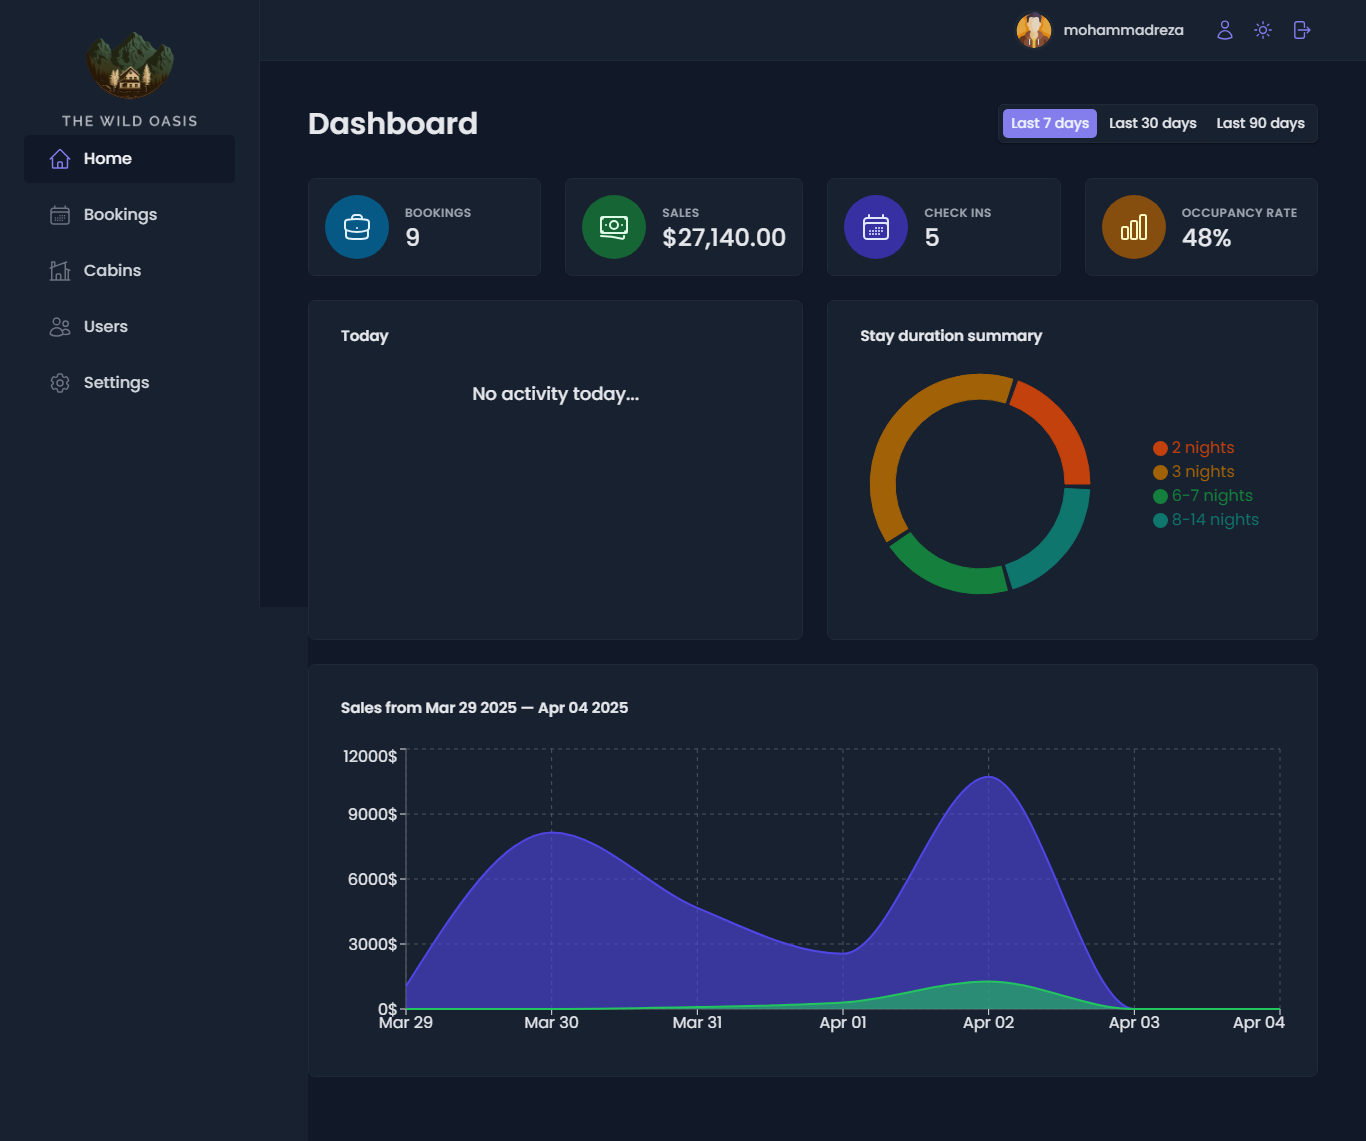 THE WILD OASIS
Home
Bookings
Cabins
Users
Settings
mohammadreza
Dashboard
Last 7 days Last 30 days Last 90 days
BOOKINGS
9
SALES
$27,140.00
CHECK INS
5
OCCUPANCY RATE
48%
Today
No activity today...
Stay duration summary
2 nights
3 nights
6-7 nights
8-14 nights
Sales from Mar 29 2025 — Apr 04 2025
12000$
9000$
6000$
3000$
0$
Mar 29 Mar 30 Mar 31 Apr 01 Apr 02 Apr 03 Apr 04